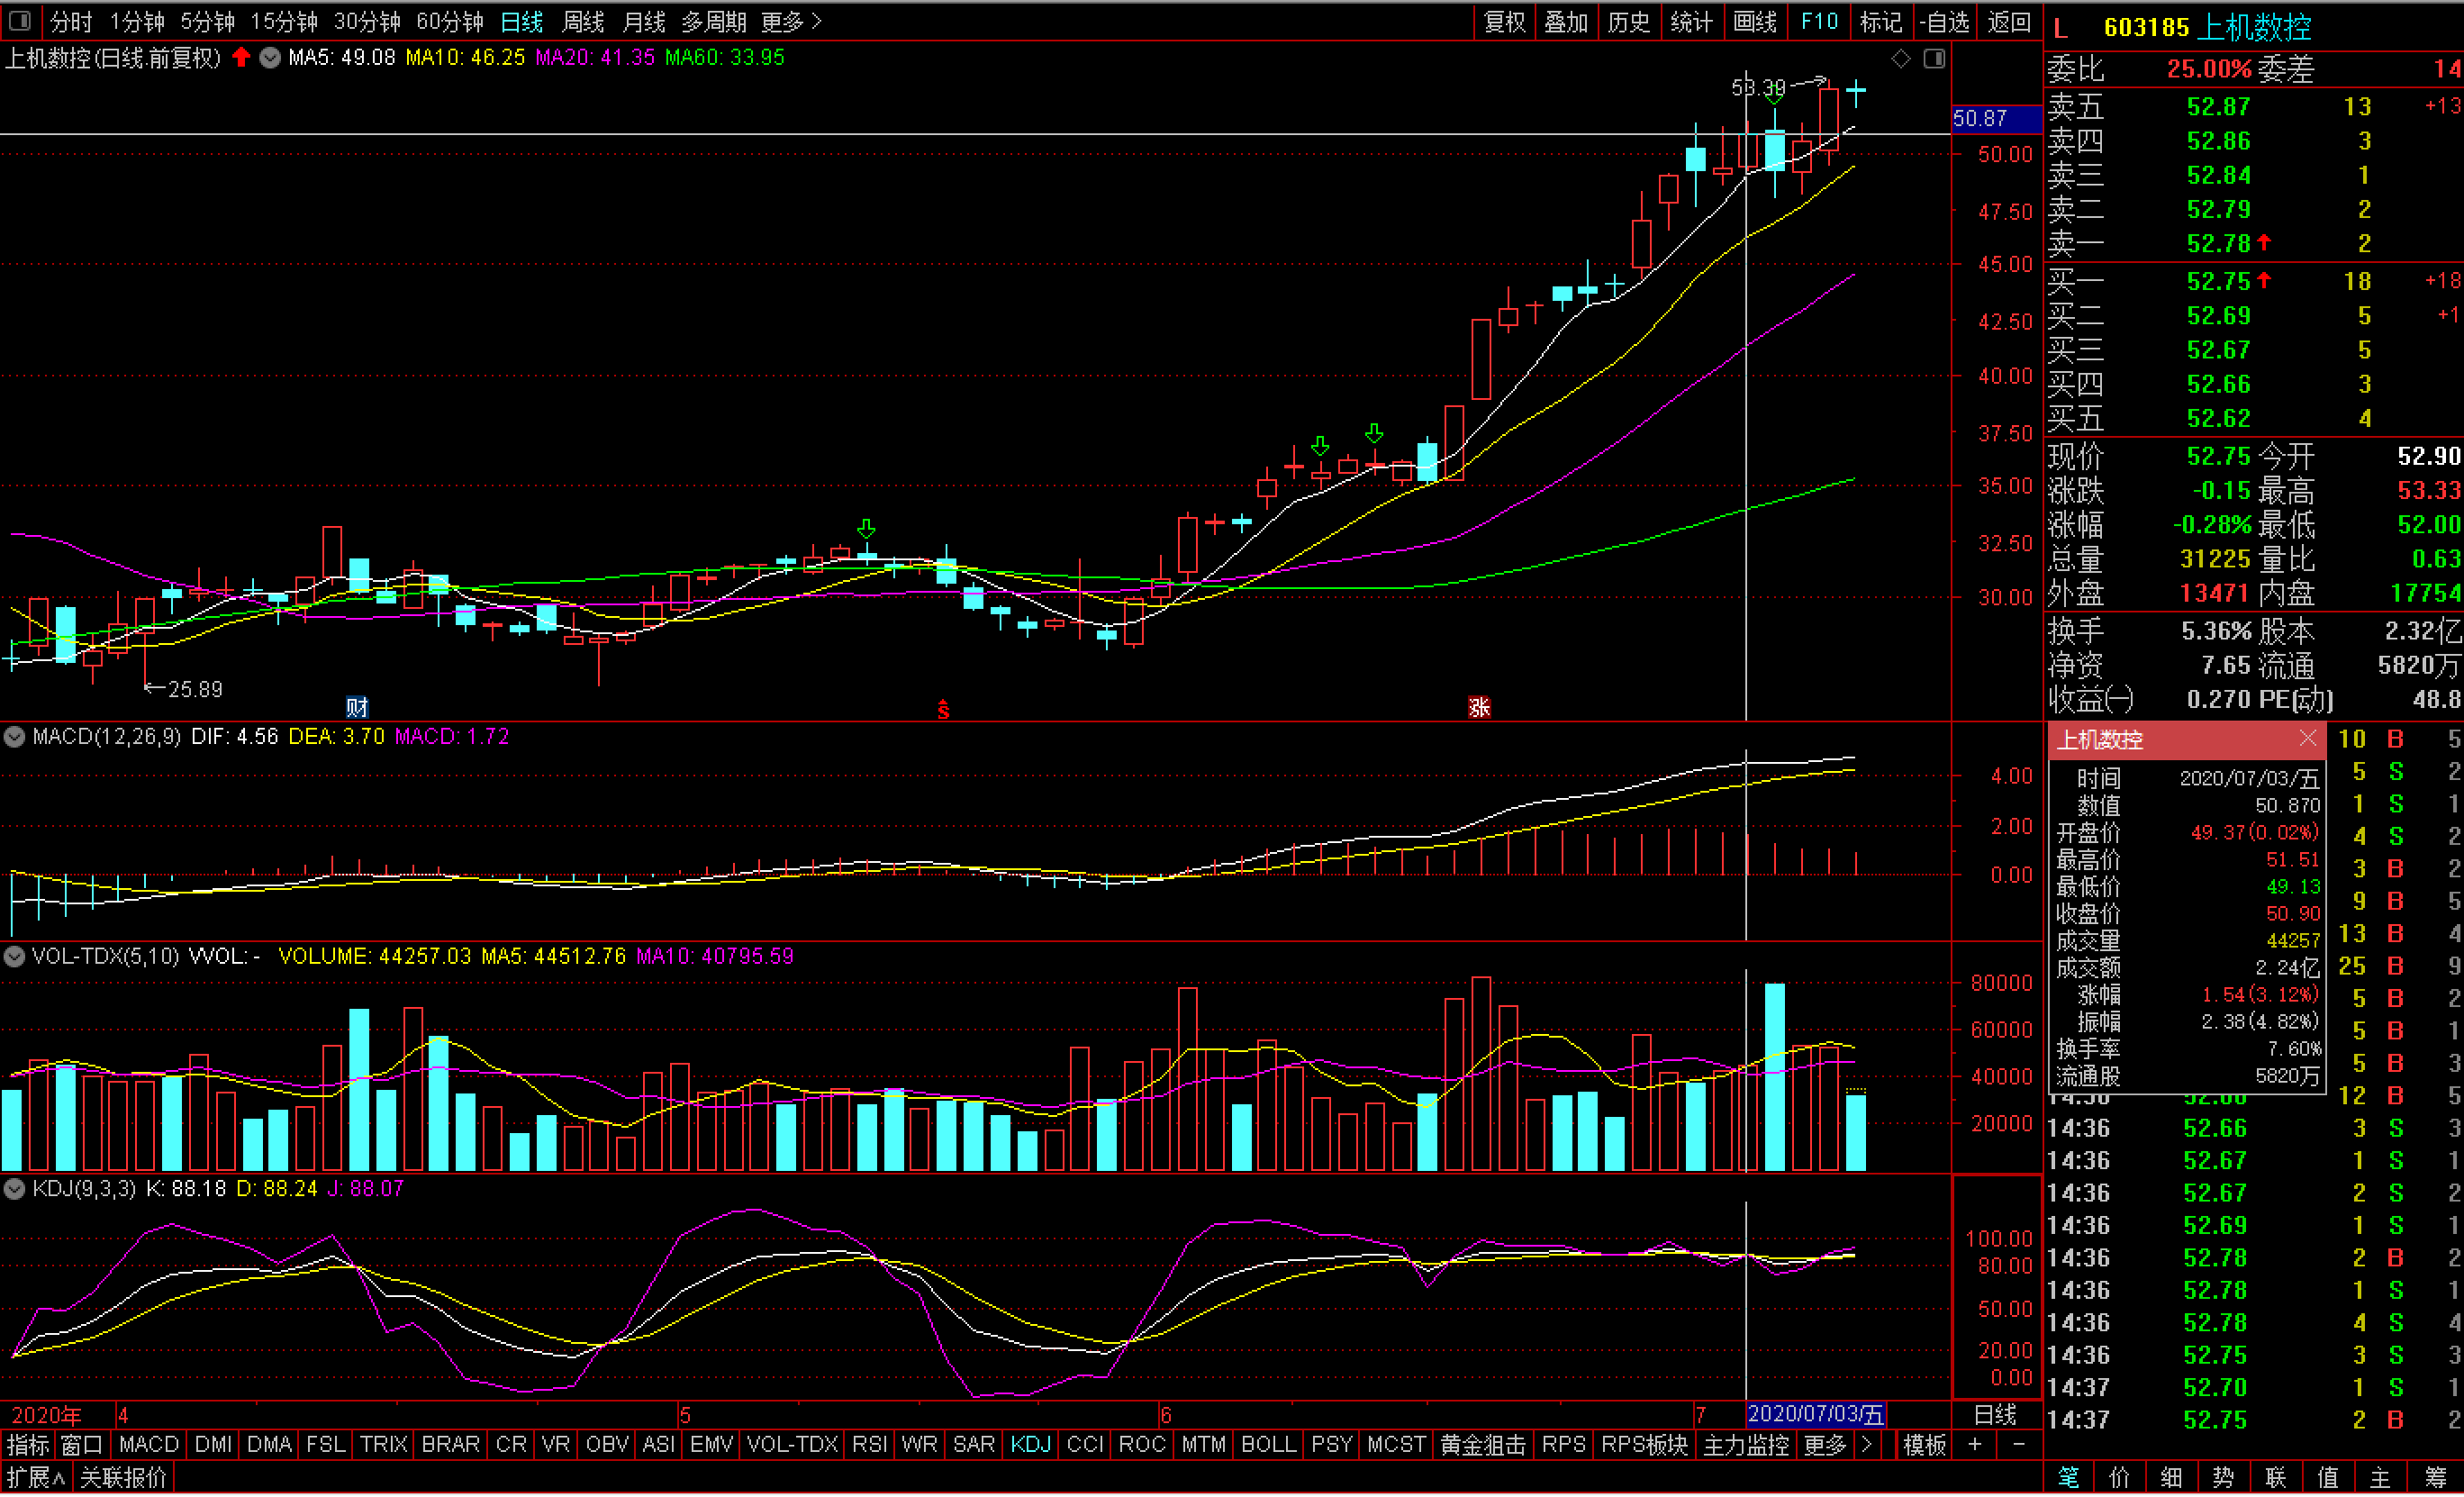 分时 1分钟 5分钟 15分钟 30分钟 60分钟 日线 周线 月线 多周期 更多 >
复权 叠加 历史 统计 画线 F10 标记 -自选 返回
L 603185 上机数控
上机数控(日线.前复权) MA5: 49.08 MA10: 46.25 MA20: 41.35 MA60: 33.95
53.39
50.87
50.00
47.50
45.00
42.50
40.00
37.50
35.00
32.50
30.00
25.89
财
S
涨
MACD(12,26,9) DIF: 4.56 DEA: 3.70 MACD: 1.72
4.00
2.00
0.00
VOL-TDX(5,10) VVOL: - VOLUME: 44257.03 MA5: 44512.76 MA10: 40795.59
80000
60000
40000
20000
KDJ(9,3,3) K: 88.18 D: 88.24 J: 88.07
100.00
80.00
50.00
20.00
0.00
2020年 4 5 6 7 2020/07/03/五 日线
指标 窗口 MACD DMI DMA FSL TRIX BRAR CR VR OBV ASI EMV VOL-TDX RSI WR SAR KDJ CCI ROC MTM BOLL PSY MCST 黄金狙击 RPS RPS板块 主力监控 更多 > 模板 + -
扩展∧ 关联报价
委比 25.00% 委差 14
卖五 52.87 13 +13
卖四 52.86 3
卖三 52.84 1
卖二 52.79 2
卖一 52.78 2
买一 52.75 18 +18
买二 52.69 5 +1
买三 52.67 5
买四 52.66 3
买五 52.62 4
现价 52.75 今开 52.90
涨跌 -0.15 最高 53.33
涨幅 -0.28% 最低 52.00
总量 31225 量比 0.63
外盘 13471 内盘 17754
换手 5.36% 股本 2.32亿
净资 7.65 流通 5820万
收益(一) 0.270 PE(动) 48.8
上机数控
时间 2020/07/03/五
数值 50.870
开盘价 49.37(0.02%)
最高价 51.51
最低价 49.13
收盘价 50.90
成交量 44257
成交额 2.24亿
涨幅 1.54(3.12%)
振幅 2.38(4.82%)
换手率 7.60%
流通股 5820万
10 B 5
5 S 2
1 S 1
4 S 2
3 B 2
9 B 5
13 B 4
25 B 9
5 B 2
5 B 1
5 B 3
12 B 5
14:36 52.66 3 S 3
14:36 52.67 1 S 1
14:36 52.67 2 S 2
14:36 52.69 1 S 1
14:36 52.78 2 B 2
14:36 52.78 1 S 1
14:36 52.78 4 S 4
14:36 52.75 3 S 3
14:37 52.70 1 S 1
14:37 52.75 2 B 2
笔 价 细 势 联 值 主 筹